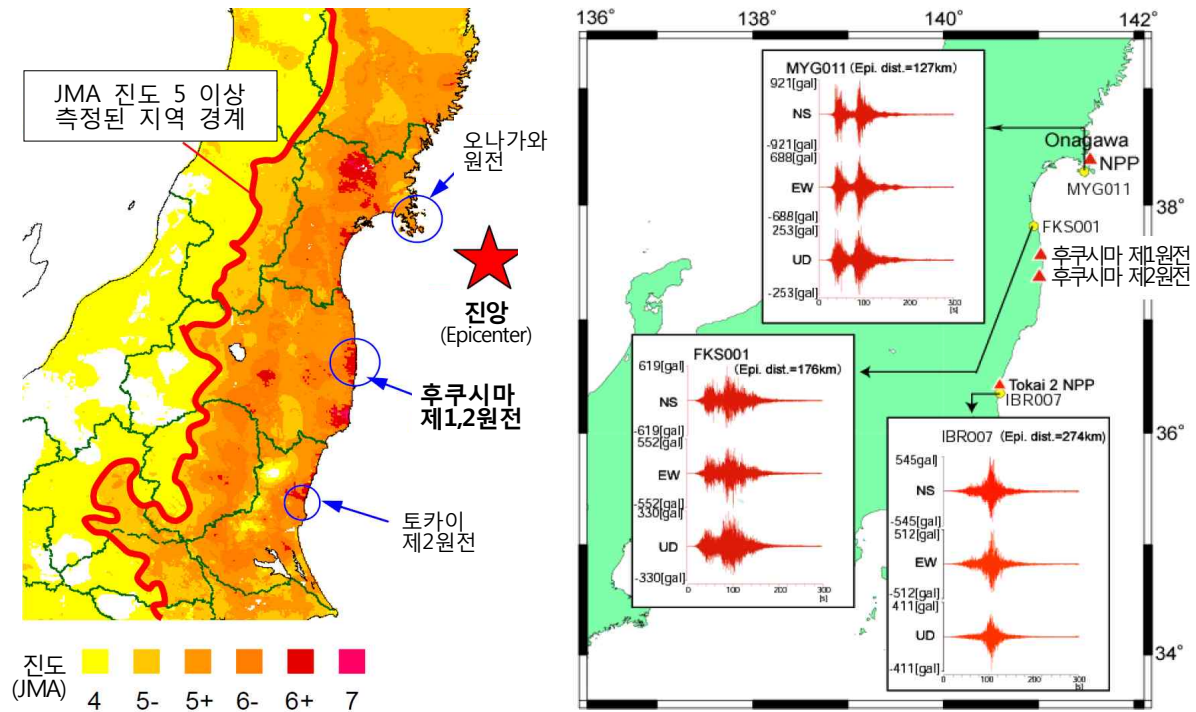 JMA 진도 5 이상
측정된 지역 경계
오나가와
원전
진앙
(Epicenter)
후쿠시마
제1,2원전
토카이
제2원전
진도
(JMA)
4
5-
5+
6-
6+
7
136°
138°
140°
142°
MYG011 (Epi. dist.=127km)
921[gal]
NS
-921[gal]
688[gal]
EW
-688[gal]
253[gal]
UD
-253[gal]
0
100
200
300
[s]
Onagawa
NPP
MYG011
38°
FKS001
후쿠시마 제1원전
후쿠시마 제2원전
FKS001
(Epi. dist.=176km)
619[gal]
NS
-619[gal]
552[gal]
EW
-552[gal]
330[gal]
UD
-330[gal]
0
100
200
300
[s]
Tokai 2 NPP
IBR007
36°
IBR007 (Epi. dist.=274km)
545gal]
NS
-545[gal]
512[gal]
EW
-512[gal]
411[gal]
UD
-411[gal]
0
100
200
300
[s]
34°